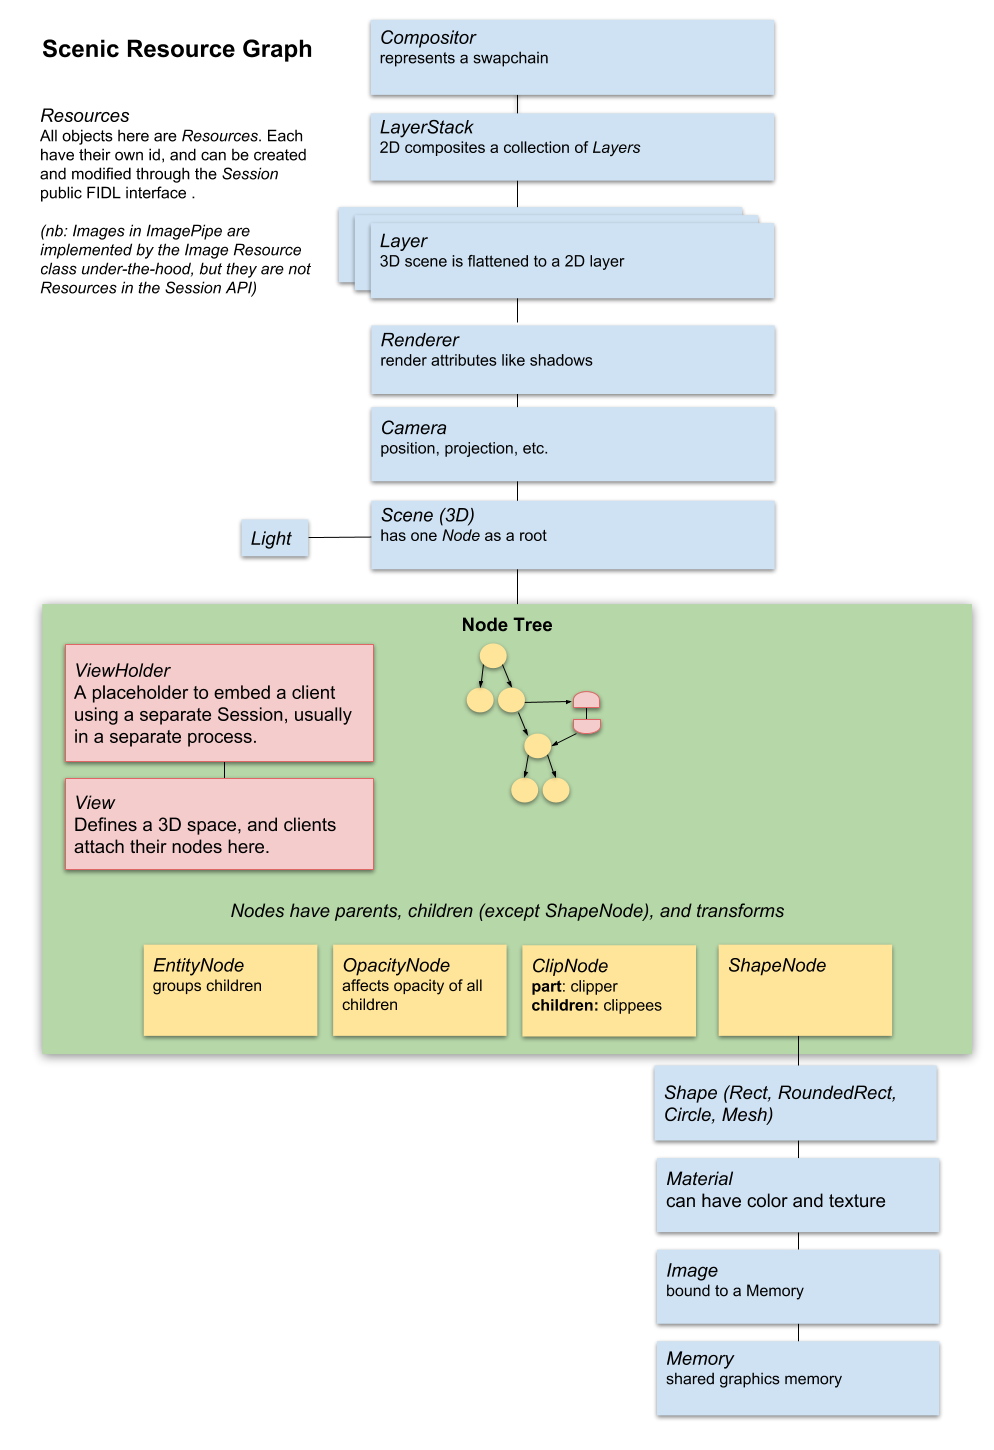 Scenic Resource Graph
Resources
All objects here are Resources. Each
have their own id, and can be created
and modified through the Session
public FIDL interface .
(nb: Images in ImagePipe are
implemented by the Image Resource
class under-the-hood, but they are not
Resources in the Session API)
Compositor
represents a swapchain
LayerStack
2D composites a collection of Layers
Layer
3D scene is flattened to a 2D layer
Renderer
render attributes like shadows
Camera
position, projection, etc.
Scene (3D)
has one Node as a root
Light
Node Tree
ViewHolder
A placeholder to embed a client
using a separate Session, usually
in a separate process.
View
Defines a 3D space, and clients
attach their nodes here.
Nodes have parents, children (except ShapeNode), and transforms
EntityNode
groups children
OpacityNode
affects opacity of all
children
ClipNode
part: clipper
children: clippees
ShapeNode
Shape (Rect, RoundedRect,
Circle, Mesh)
Material
can have color and texture
Image
bound to a Memory
Memory
shared graphics memory